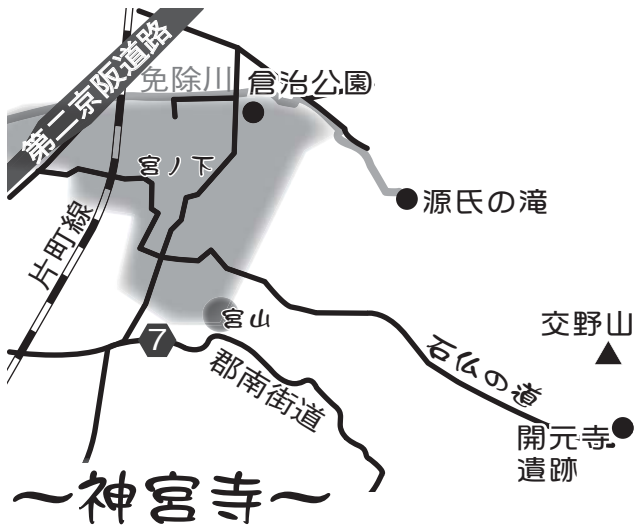 第二京阪道路
免除川
倉治公園
宮ノ下
源氏の滝
片町線
宮山
7
交野山
石仏の道
郡南街道
開元寺
遺跡
〜神宮寺〜